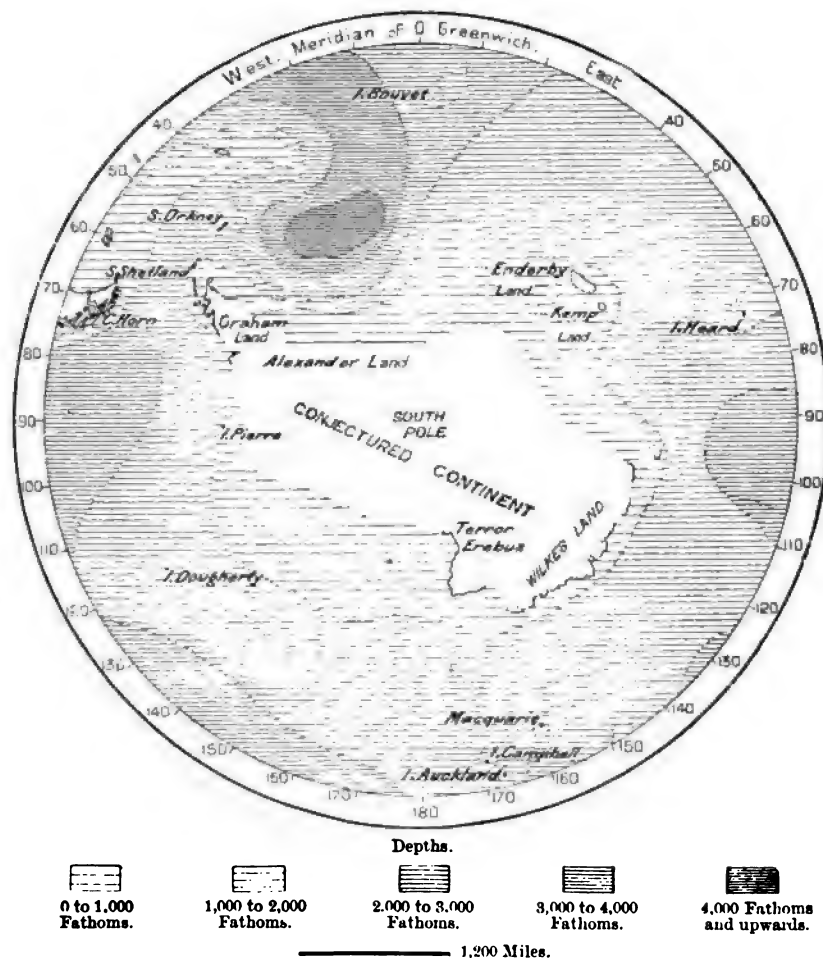 West. Meridian of 0 Greenwich. East
40
50
60
70
80
90
100
110
120
130
140
150
150
170
180
170
160
150
140
130
120
110
100
90
80
70
60
50
40
I. Bouvet
S. Orkney
S. Shetland
C. Horn
Graham
Land
Alexander Land
Enderby
Land
Kemp
Land
I. Heard
SOUTH
POLE
CONJECTURED CONTINENT
I. Pierre
Terror
Erebus
WILKES LAND
I. Dougherty
Macquarie
I. Campbell
I. Auckland
Depths.
0 to 1,000
Fathoms.
1,000 to 2,000
Fathoms.
2.000 to 3.000
Fathoms.
3,000 to 4,000
Fathoms.
4,000 Fathoms
and upwards.
1,200 Miles.